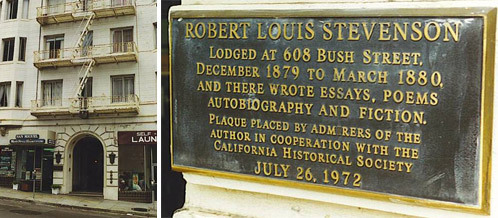 SELF
LAUN
ROBERT LOUIS STEVENSON
LODGED AT 608 BUSH STREET,
DECEMBER 1879 TO MARCH 1880,
AND THERE WROTE ESSAYS, POEMS
AUTOBIOGRAPHY AND FICTION.
PLAQUE PLACED BY ADMIRERS OF THE
AUTHOR IN COOPERATION WITH THE
CALIFORNIA HISTORICAL SOCIETY
JULY 26, 1972